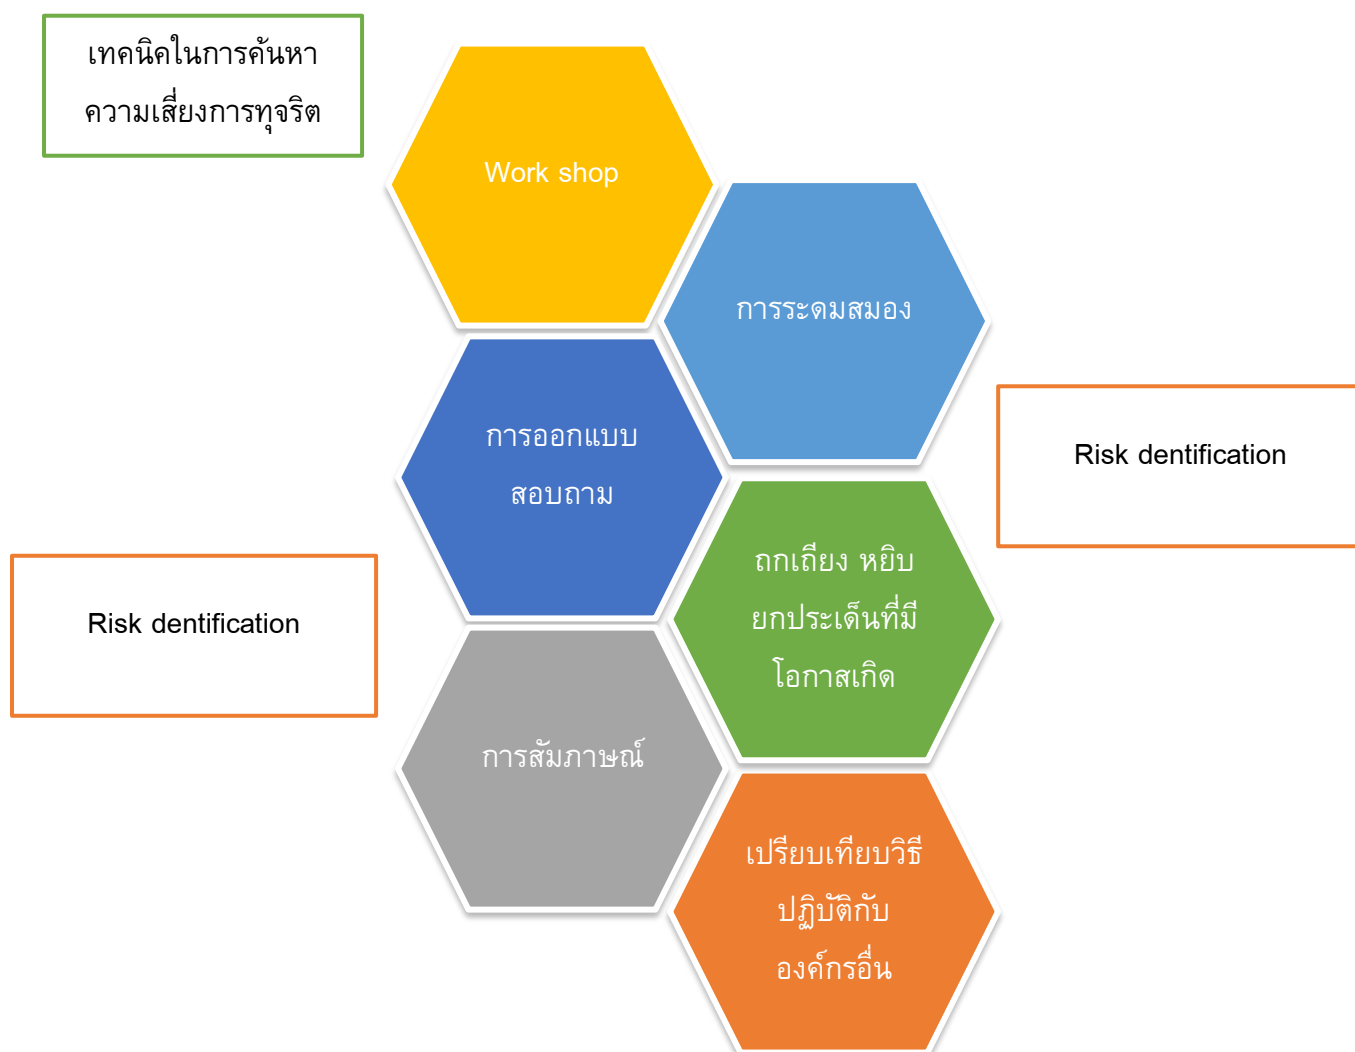 เทคนิคในการค้นหา
ความเสี่ยงการทุจริต
Work shop
การระดมสมอง
การออกแบบ
สอบถาม
Risk dentification
ถกเถียง หยิบ
ยกประเด็นที่มี
โอกาสเกิด
Risk dentification
การสัมภาษณ์
เปรียบเทียบวิธี
ปฏิบัติกับ
องค์กรอื่น